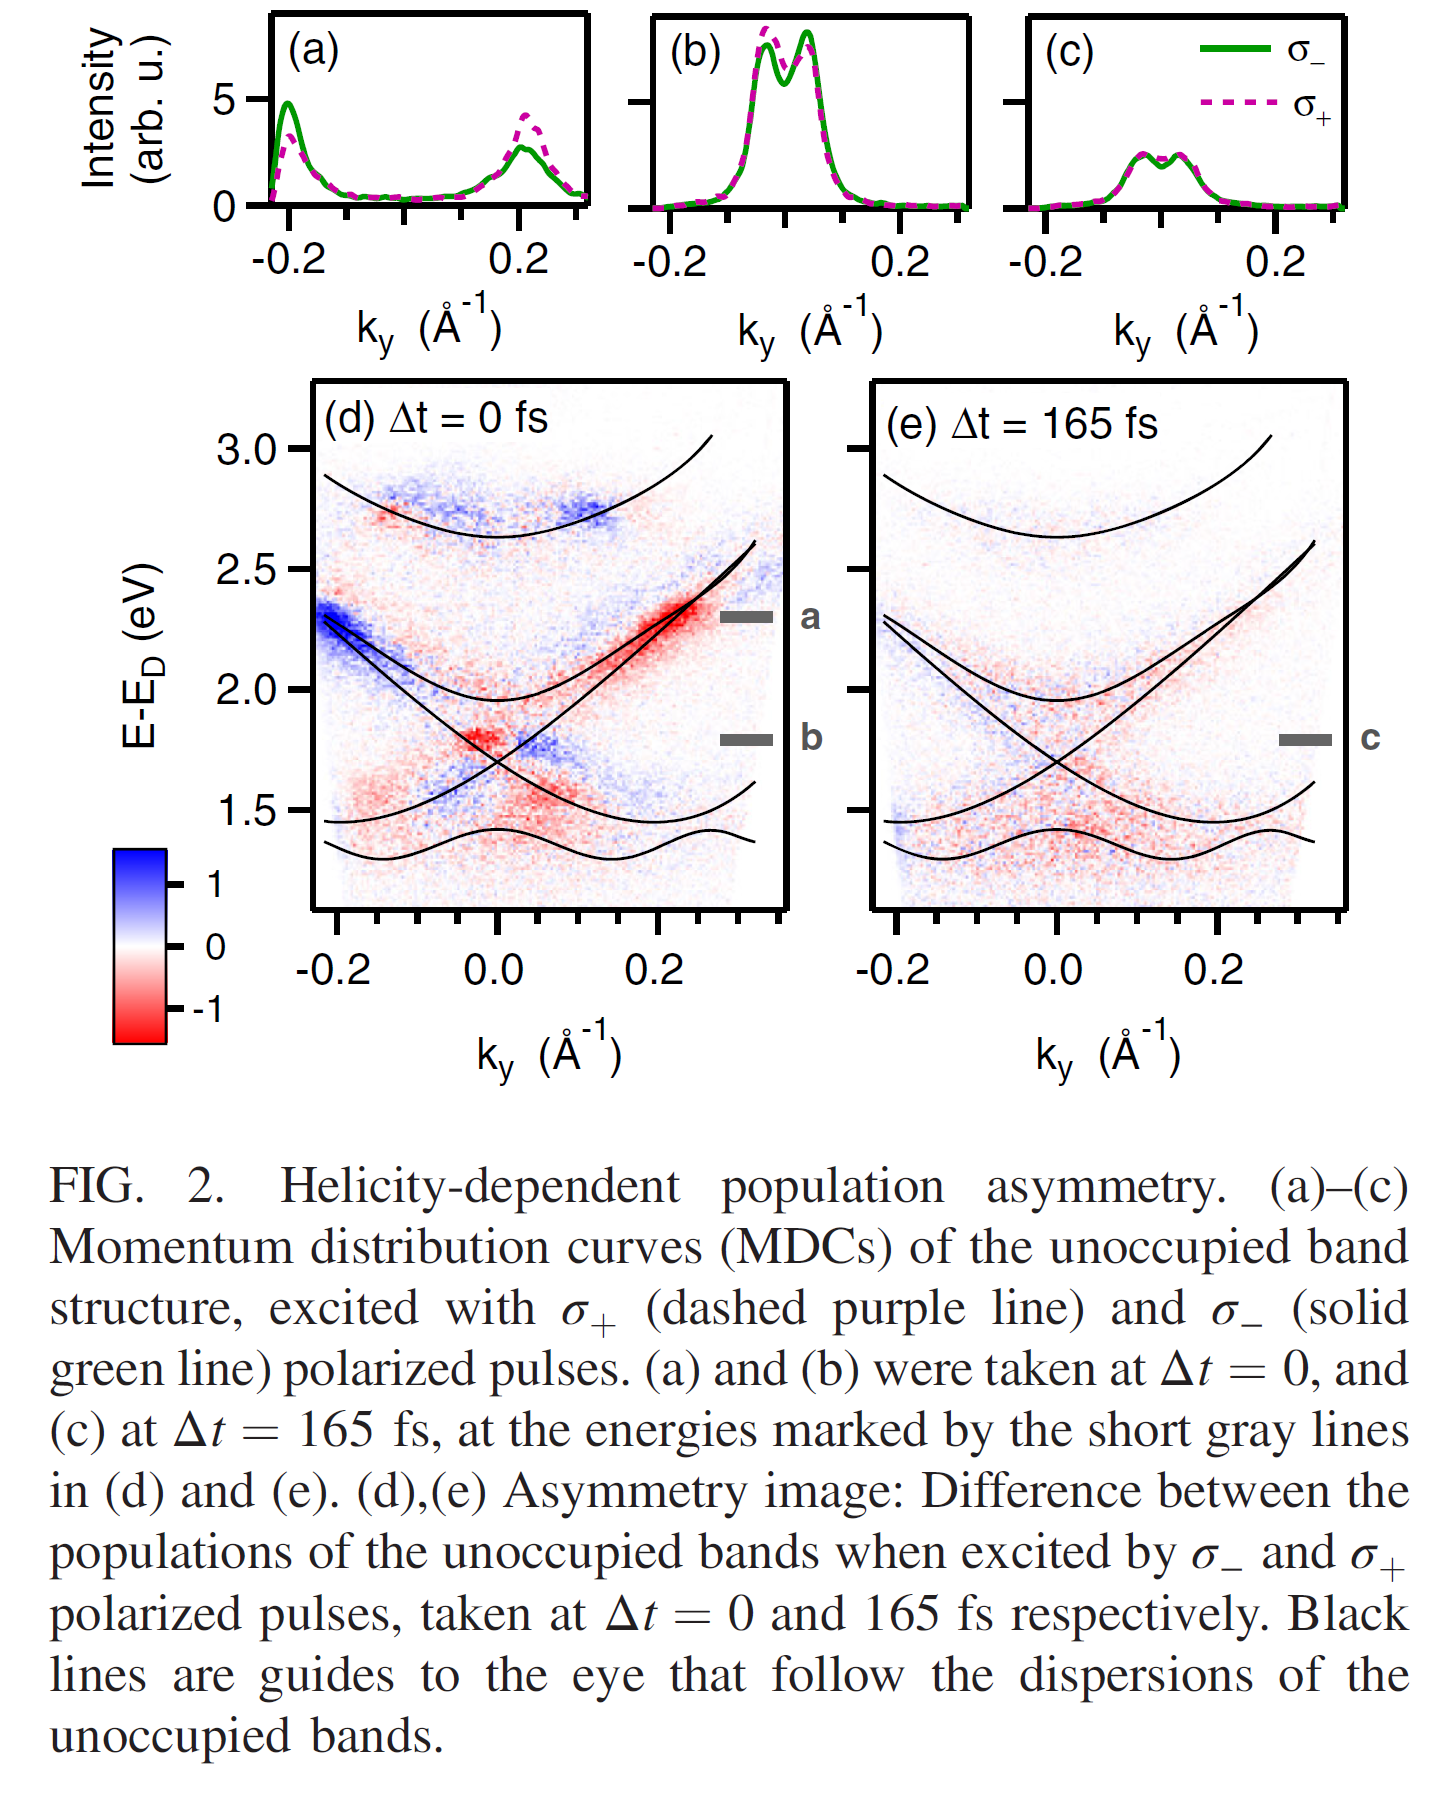 Intensity
(arb. u.)
5
0
(a)
(b)
(c)
σ−
σ+
-0.2
0.2
-0.2
0.2
-0.2
0.2
ky (Å-1)
ky (Å-1)
ky (Å-1)
E-ED (eV)
3.0
2.5
2.0
1.5
(d) Δt = 0 fs
a
b
(e) Δt = 165 fs
c
1
0
-1
-0.2
0.0
0.2
-0.2
0.0
0.2
ky (Å-1)
ky (Å-1)
FIG. 2. Helicity-dependent population asymmetry. (a)–(c)
Momentum distribution curves (MDCs) of the unoccupied band
structure, excited with σ+ (dashed purple line) and σ− (solid
green line) polarized pulses. (a) and (b) were taken at Δt = 0, and
(c) at Δt = 165 fs, at the energies marked by the short gray lines
in (d) and (e). (d),(e) Asymmetry image: Difference between the
populations of the unoccupied bands when excited by σ− and σ+
polarized pulses, taken at Δt = 0 and 165 fs respectively. Black
lines are guides to the eye that follow the dispersions of the
unoccupied bands.